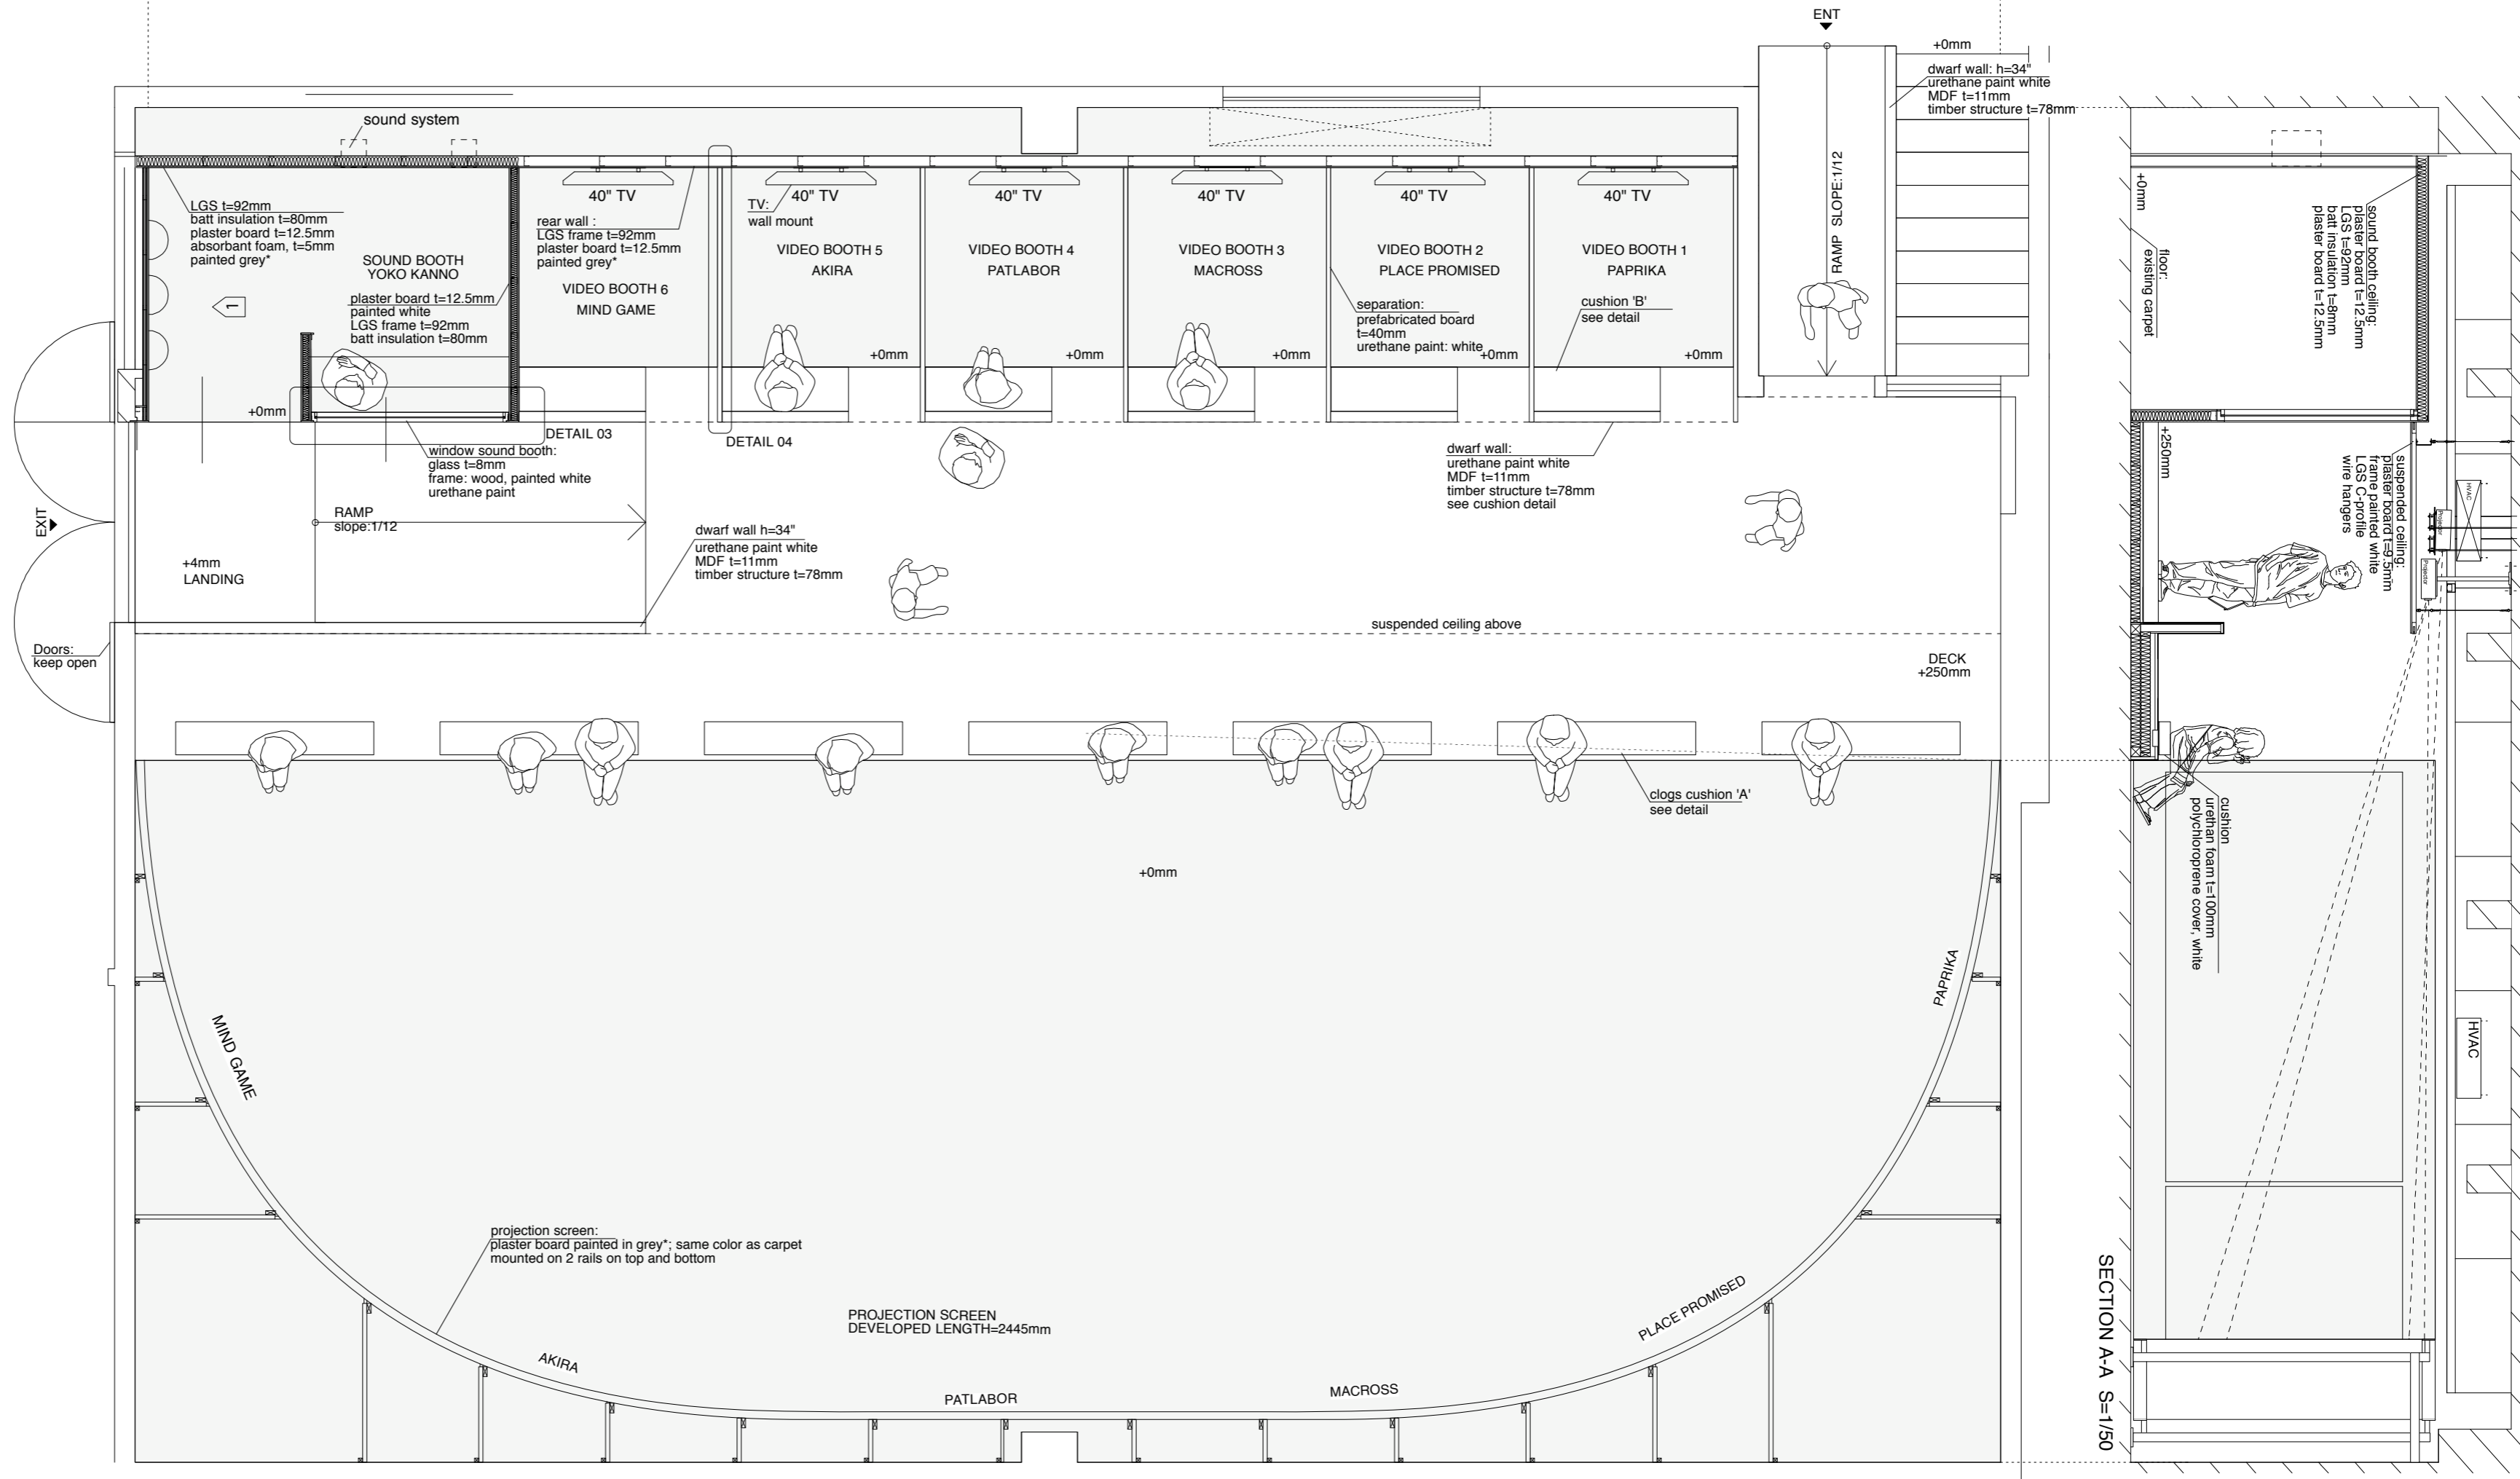 ENT
+0mm
dwarf wall: h=34"
urethane paint white
MDF t=11mm
timber structure t=78mm
RAMP SLOPE:1/12
sound system
LGS t=92mm
batt insulation t=80mm
plaster board t=12.5mm
absorbant foam, t=5mm
painted grey*
SOUND BOOTH
YOKO KANNO
plaster board t=12.5mm
painted white
LGS frame t=92mm
batt insulation t=80mm
1
+0mm
40" TV
rear wall :
LGS frame t=92mm
plaster board t=12.5mm
painted grey*
VIDEO BOOTH 6
MIND GAME
40" TV
TV:
wall mount
VIDEO BOOTH 5
AKIRA
+0mm
40" TV
VIDEO BOOTH 4
PATLABOR
+0mm
40" TV
VIDEO BOOTH 3
MACROSS
+0mm
40" TV
VIDEO BOOTH 2
PLACE PROMISED
separation:
prefabricated board
t=40mm
urethane paint: white
+0mm
40" TV
VIDEO BOOTH 1
PAPRIKA
cushion 'B'
see detail
+0mm
DETAIL 03
DETAIL 04
window sound booth:
glass t=8mm
frame: wood, painted white
urethane paint
dwarf wall:
urethane paint white
MDF t=11mm
timber structure t=78mm
see cushion detail
EXIT
RAMP
slope:1/12
+4mm
LANDING
dwarf wall h=34"
urethane paint white
MDF t=11mm
timber structure t=78mm
suspended ceiling above
Doors:
keep open
DECK
+250mm
clogs cushion 'A'
see detail
+0mm
MIND GAME
PAPRIKA
projection screen:
plaster board painted in grey*; same color as carpet
mounted on 2 rails on top and bottom
PROJECTION SCREEN
DEVELOPED LENGTH=2445mm
AKIRA
PATLABOR
MACROSS
PLACE PROMISED
+0mm
floor:
existing carpet
sound booth ceiling:
plaster board t=12.5mm
LGS t=92mm
batt insulation t=8mm
plaster board t=12.5mm
+250mm
suspended ceiling:
plaster board t=9.5mm
frame painted white
LGS C-profile
wire hangers
HVAC
Projector
Projector
cushion
urethan foam t=100mm
polychloroprene cover, white
HVAC
SECTION A-A S=1/50